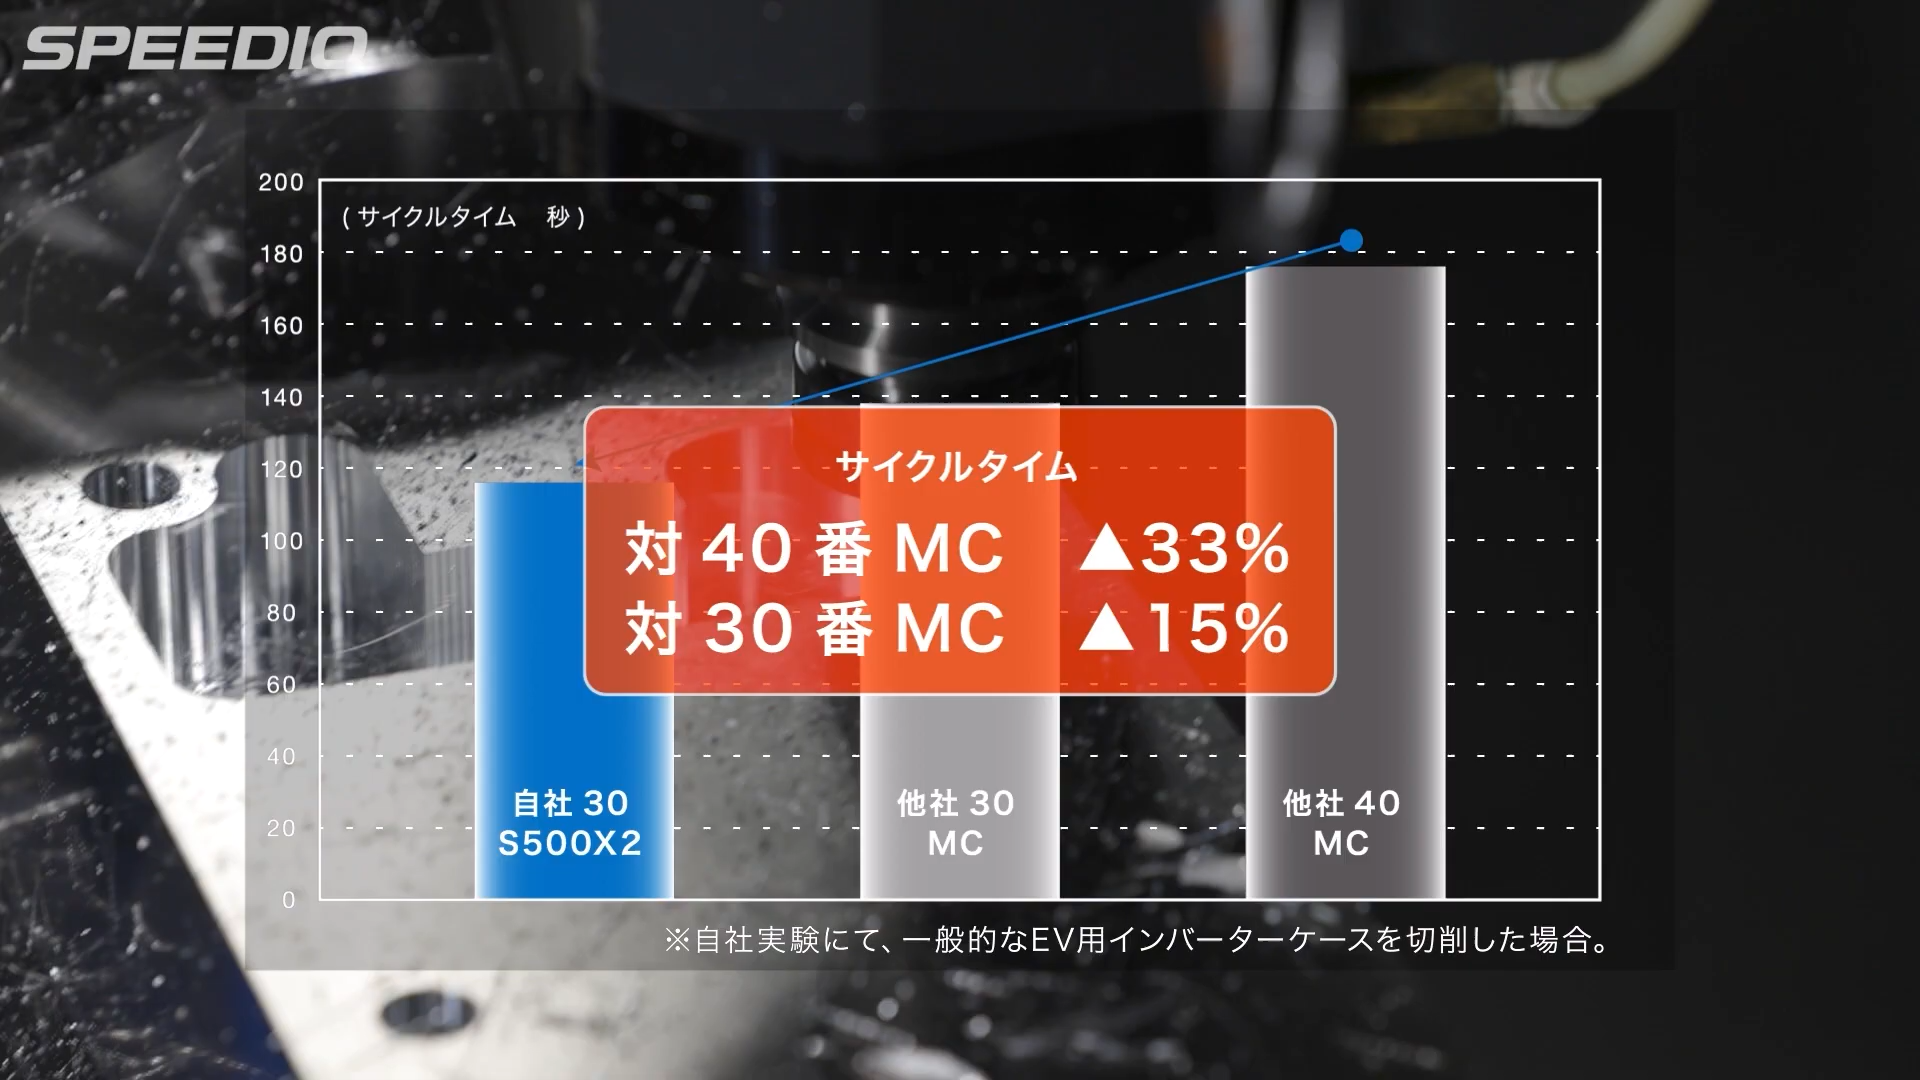 SPEEDIO
200
(サイクルタイム 秒)
180
160
140
120
100
80
60
40
20
0
サイクルタイム
対 40 番 MC ▲33%
対 30 番 MC ▲15%
自社 30
S500X2
他社 30
MC
他社 40
MC
※自社実験にて、一般的なEV用インバーターケースを切削した場合。